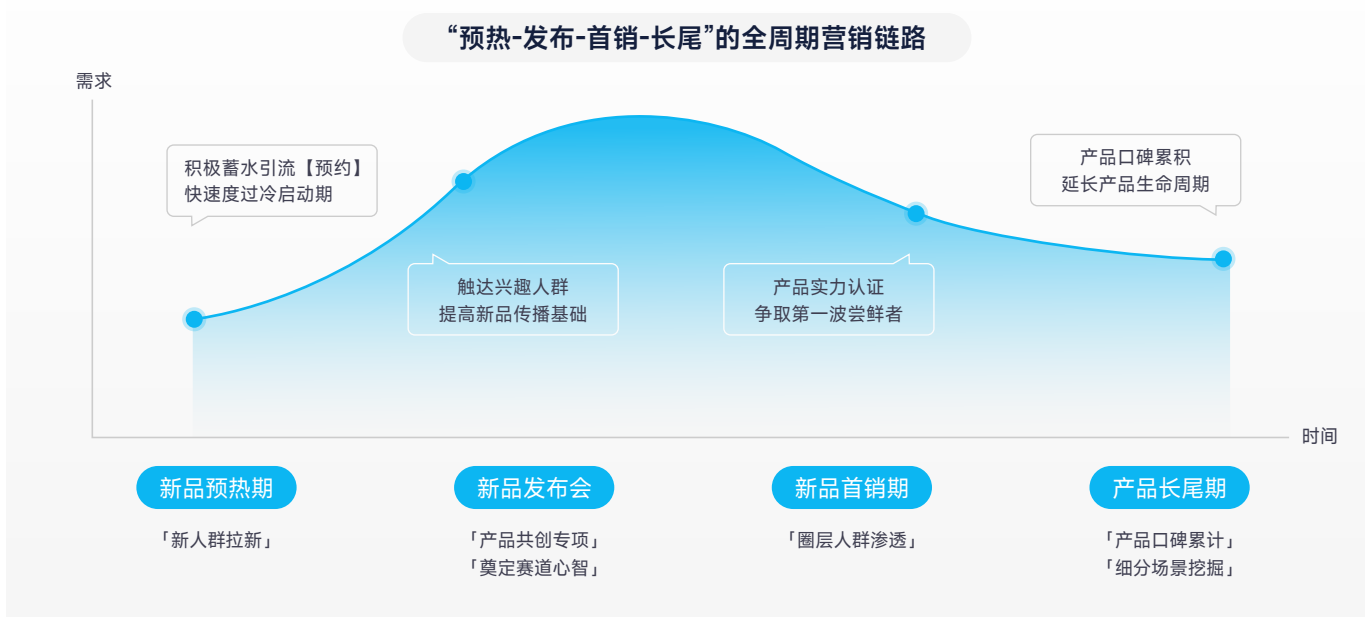 “预热-发布-首销-长尾”的全周期营销链路
需求
积极蓄水引流【预约】
快速度过冷启动期
产品口碑累积
延长产品生命周期
触达兴趣人群
提高新品传播基础
产品实力认证
争取第一波尝鲜者
时间
新品预热期
新品发布会
新品首销期
产品长尾期
「新人群拉新」
「产品共创专项」
「圈层人群渗透」
「产品口碑累计」
「奠定赛道心智」
「细分场景挖掘」